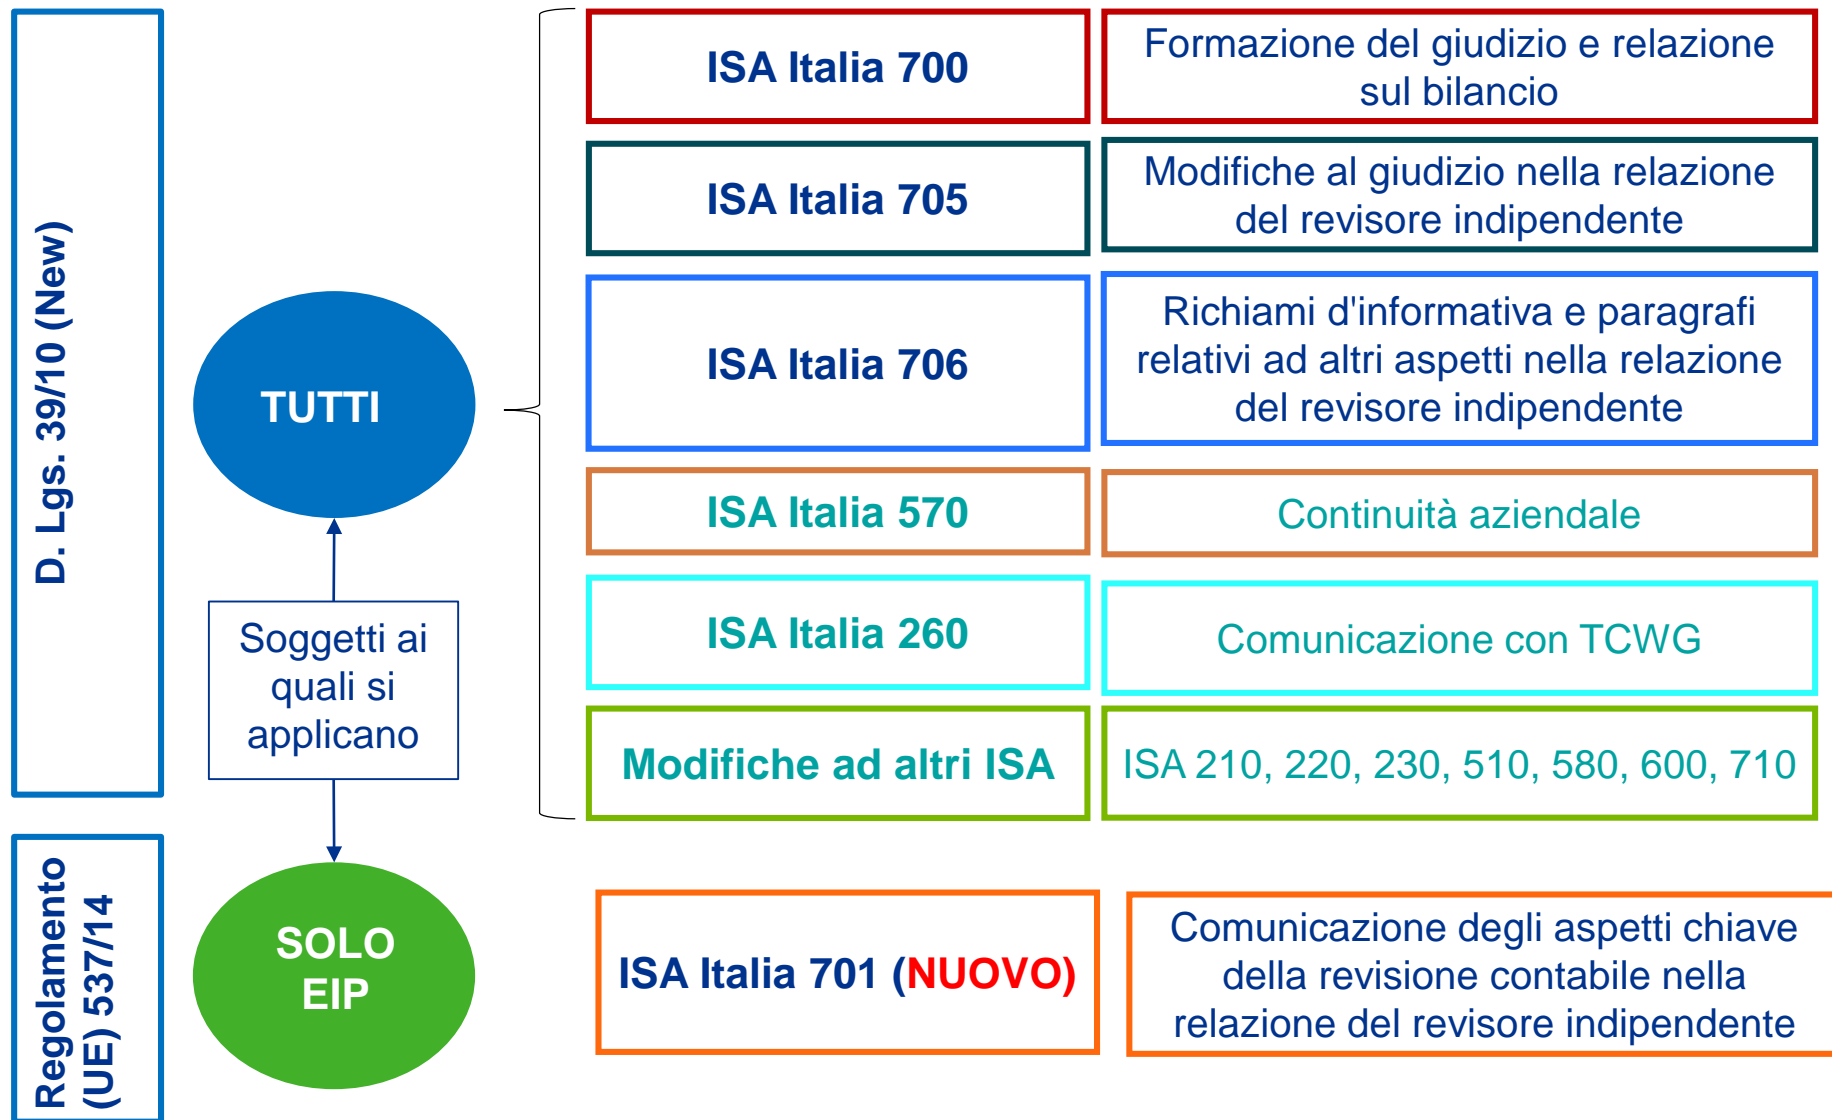 D. Lgs. 39/10 (New)
TUTTI
Soggetti ai
quali si
applicano
ISA Italia 700
Formazione del giudizio e relazione
sul bilancio
ISA Italia 705
Modifiche al giudizio nella relazione
del revisore indipendente
ISA Italia 706
Richiami d'informativa e paragrafi
relativi ad altri aspetti nella relazione
del revisore indipendente
ISA Italia 570
Continuità aziendale
ISA Italia 260
Comunicazione con TCWG
Modifiche ad altri ISA
ISA 210, 220, 230, 510, 580, 600, 710
Regolamento
(UE) 537/14
SOLO
EIP
ISA Italia 701 (NUOVO)
Comunicazione degli aspetti chiave
della revisione contabile nella
relazione del revisore indipendente